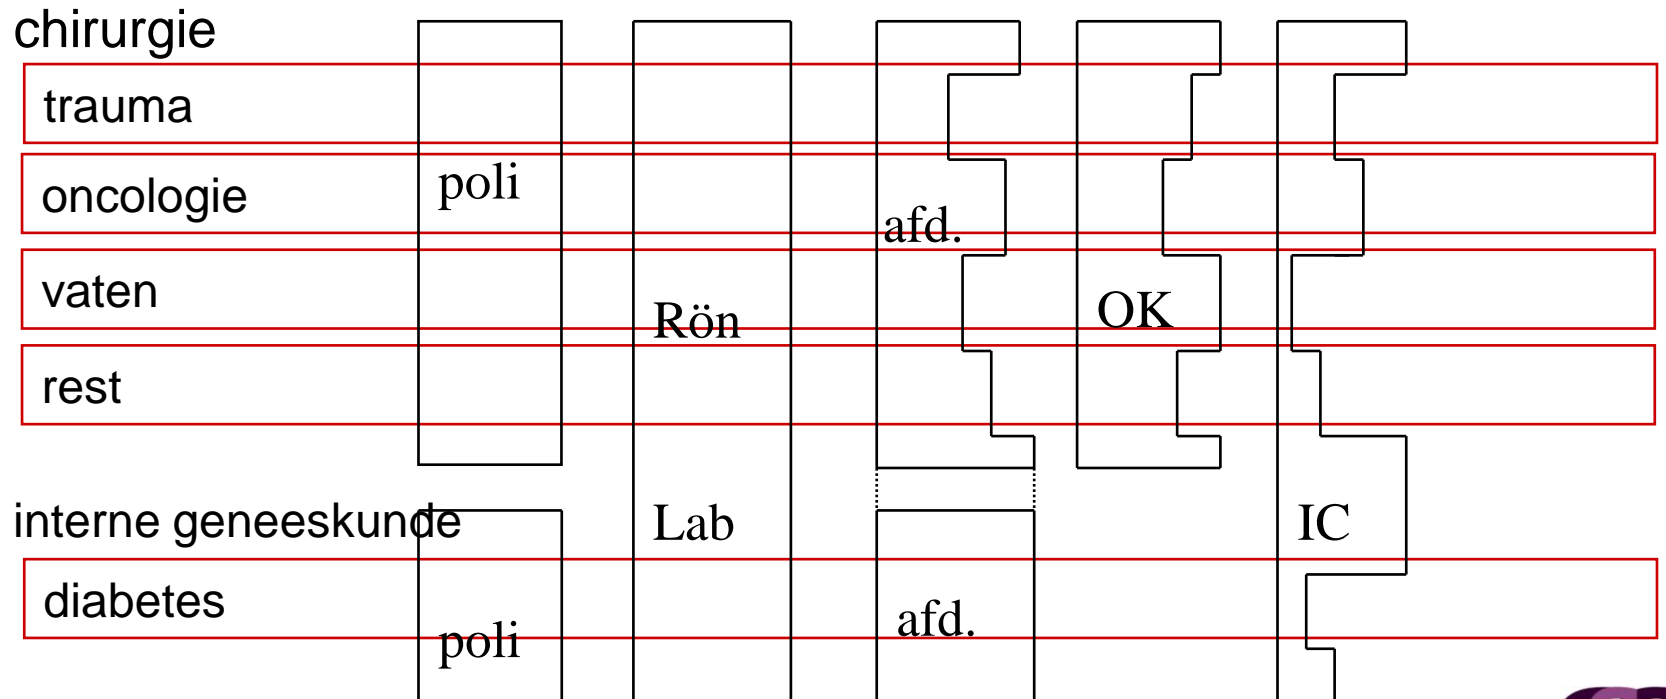 chirurgie
trauma
oncologie
poli
afd.
vaten
Rön
OK
rest
interne geneeskunde
Lab
IC
diabetes
poli
afd.